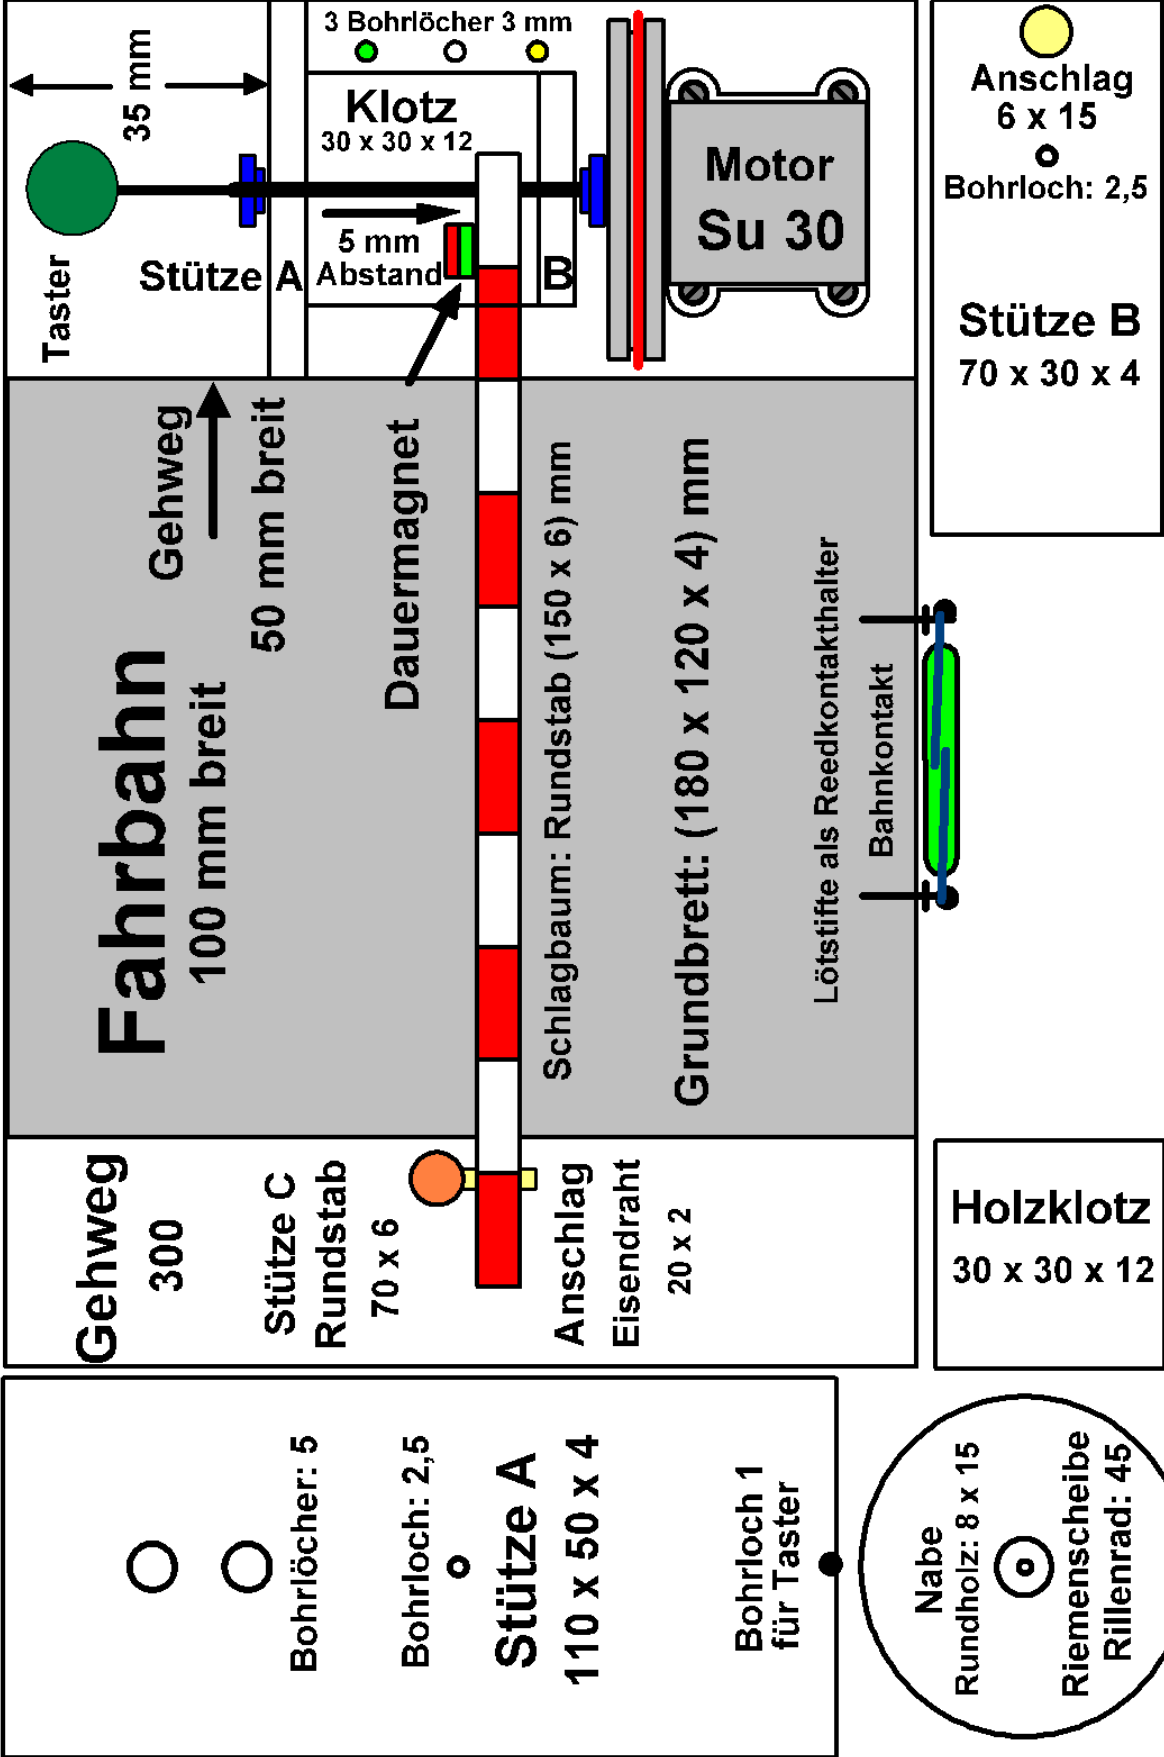 3 Bohrlöcher 3 mm
35 mm
Klotz
30 x 30 x 12
Motor
Su 30
Anschlag
6 x 15
Bohrloch: 2,5
Taster
Stütze A
5 mm
Abstand
B
Stütze B
70 x 30 x 4
Gehweg
50 mm breit
Fahrbahn
100 mm breit
Dauermagnet
Schlagbaum: Rundstab (150 x 6) mm
Grundbrett: (180 x 120 x 4) mm
Lötstifte als Reedkontakthalter
Bahnkontakt
Gehweg
300
Stütze C
Rundstab
70 x 6
Anschlag
Eisendraht
20 x 2
Holzklotz
30 x 30 x 12
Bohrlöcher: 5
Bohrloch: 2,5
Stütze A
110 x 50 x 4
Bohrloch 1
für Taster
Nabe
Rundholz: 8 x 15
Riemenscheibe
Rillenrad: 45